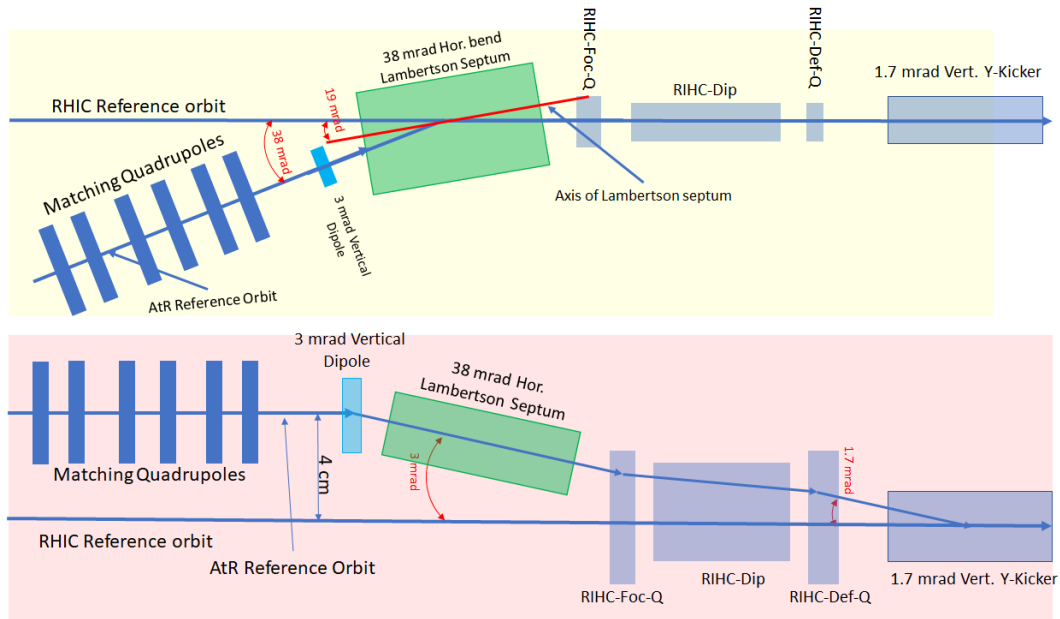 38 mrad Hor. bend
Lambertson Septum
RIHC-Foc-Q
RIHC-Def-Q
RIHC-Dip
1.7 mrad Vert. Y-Kicker
RHIC Reference orbit
19 mrad
38 mrad
Matching Quadrupoles
3 mrad Vertical
Dipole
Axis of Lambertson septum
AtR Reference Orbit
3 mrad Vertical
Dipole
38 mrad Hor.
Lambertson Septum
Matching Quadrupoles
4 cm
3 mrad
1.7 mrad
RHIC Reference orbit
AtR Reference Orbit
RIHC-Foc-Q
RIHC-Dip
RIHC-Def-Q
1.7 mrad Vert. Y-Kicker